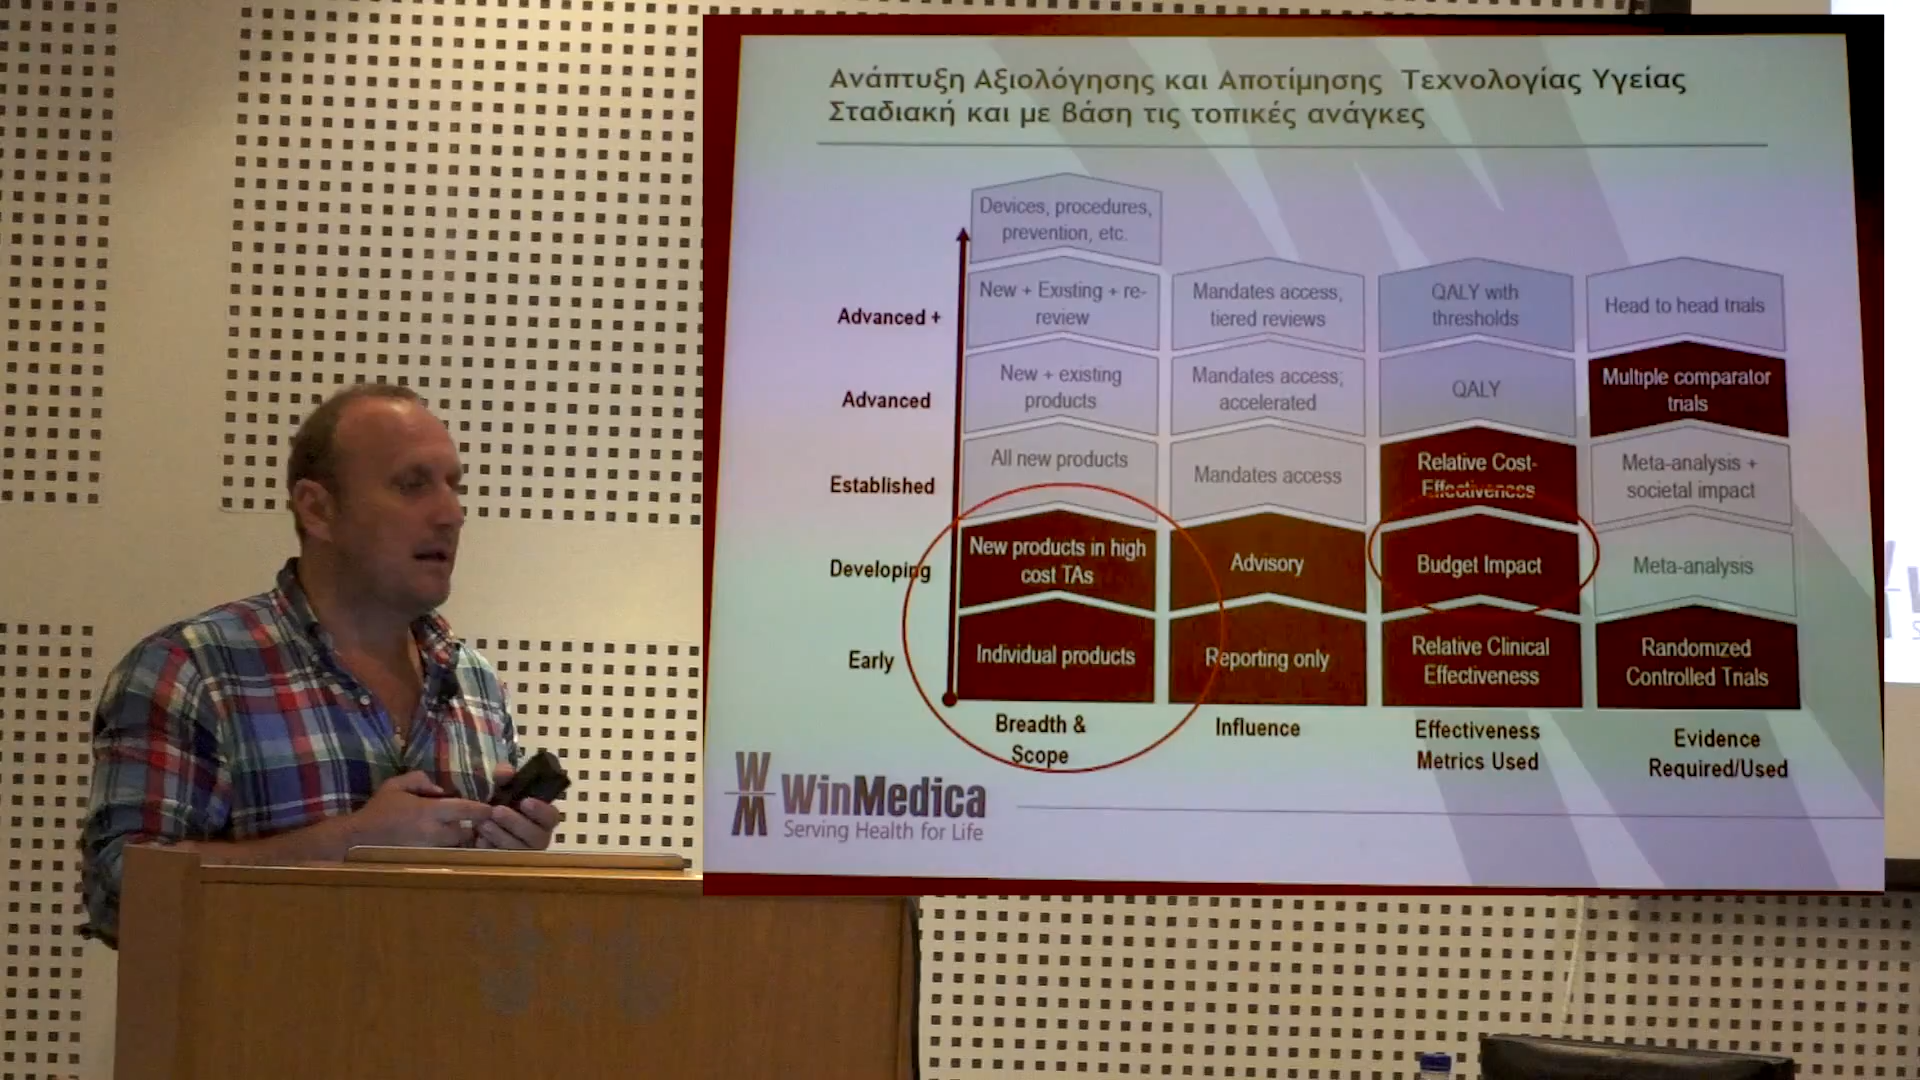 Ανάπτυξη Αξιολόγησης και Αποτίμησης Τεχνολογίας Υγείας
Σταδιακή και με βάση τις τοπικές ανάγκες
Devices, procedures,
prevention, etc.
Advanced +
New + Existing + re-
review
Mandates access,
tiered reviews
QALY with
thresholds
Head to head trials
Advanced
New + existing
products
Mandates access;
accelerated
QALY
Multiple comparator
trials
Established
All new products
Mandates access
Relative Cost-
Effectiveness
Meta-analysis +
societal impact
Developing
New products in high
cost TAs
Advisory
Budget Impact
Meta-analysis
Early
Individual products
Reporting only
Relative Clinical
Effectiveness
Randomized
Controlled Trials
Breadth &
Scope
Influence
Effectiveness
Metrics Used
Evidence
Required/Used
WM
WinMedica
Serving Health for Life